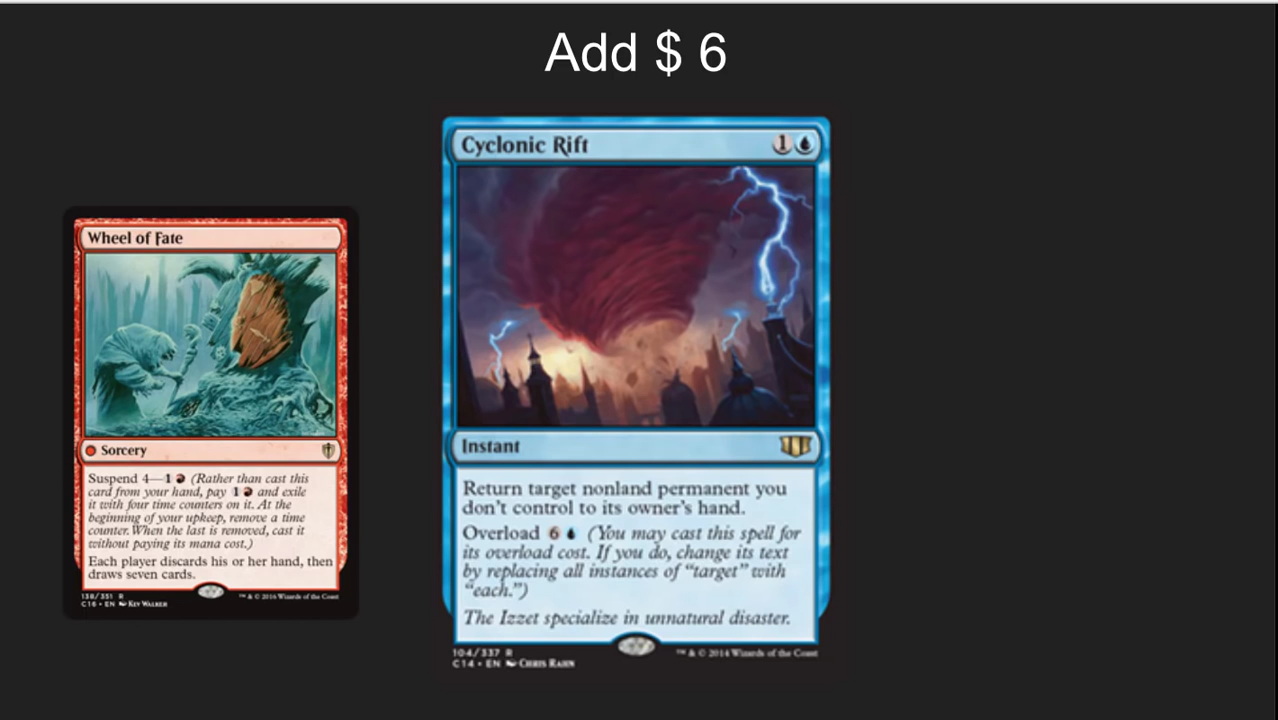 Add $ 6
Wheel of Fate
Sorcery
Suspend 4—1 (Rather than cast this
card from your hand, pay 1 and exile
it with four time counters on it. At the
beginning of your upkeep, remove a time
counter. When the last is removed, cast it
without paying its mana cost.)
Each player discards his or her hand, then
draws seven cards.
138/351 R
C16 • EN Kev Walker
™ & © 2016 Wizards of the Coast
Cyclonic Rift 1
Instant
Return target nonland permanent you
don't control to its owner's hand.
Overload 6 (You may cast this spell for
its overload cost. If you do, change its text
by replacing all instances of "target" with
"each.")
The Izzet specialize in unnatural disaster.
104/337 R
C14 • EN Chris Rahn
™ & © 2014 Wizards of the Coast